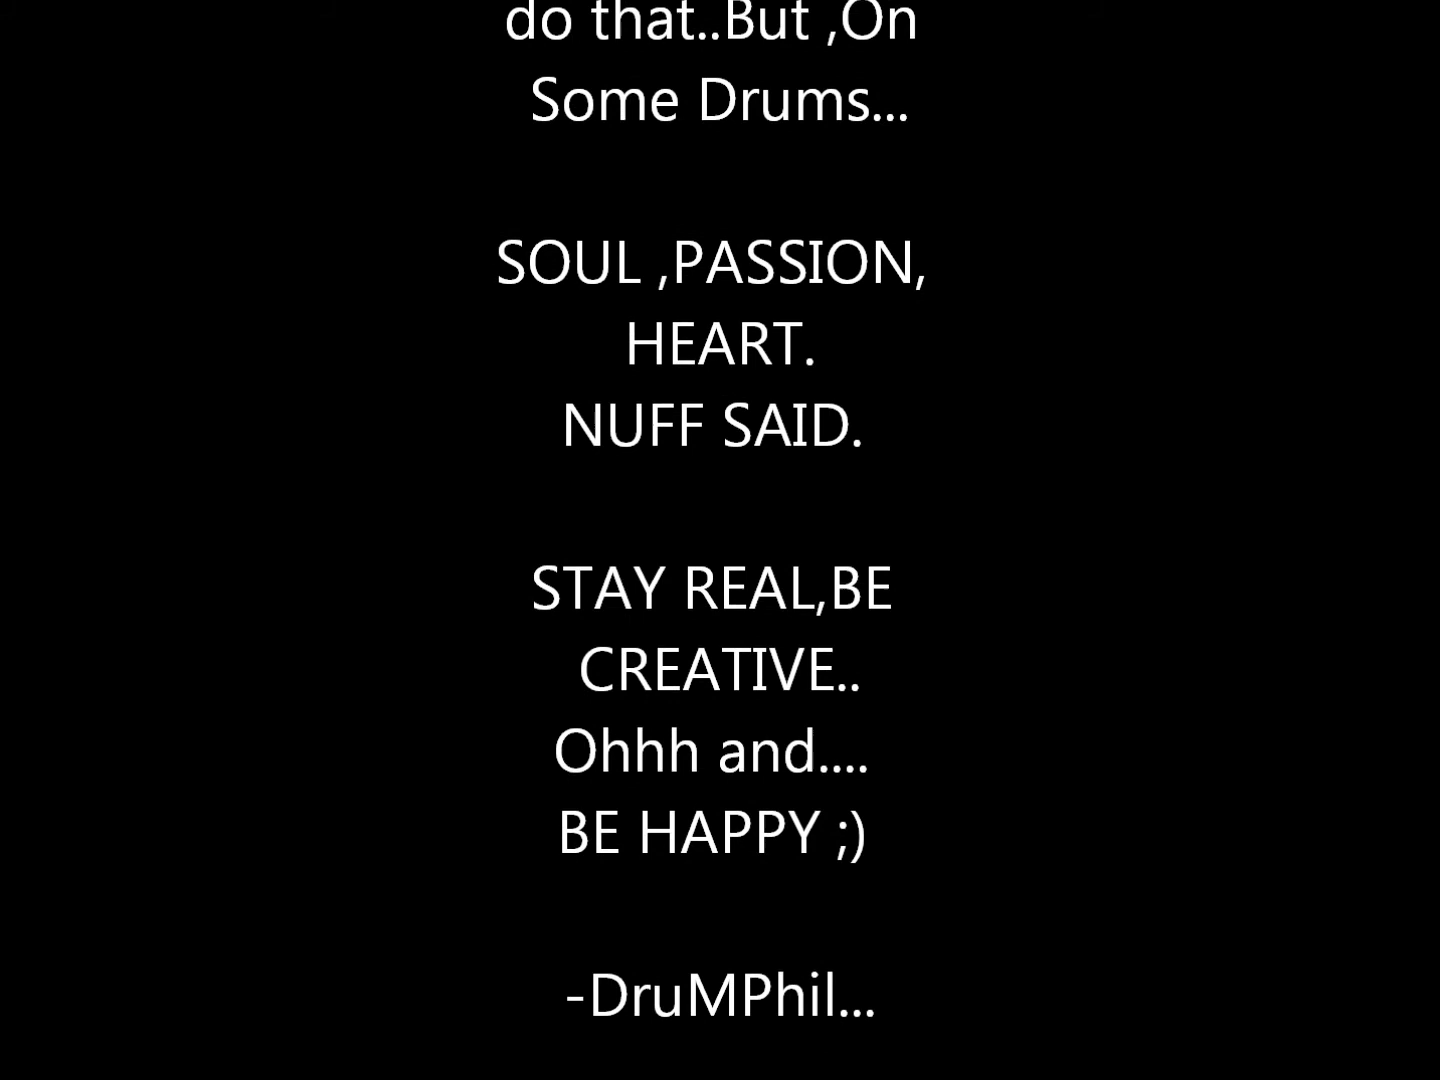 do that..But ,On
Some Drums...
SOUL ,PASSION,
HEART.
NUFF SAID.
STAY REAL,BE
CREATIVE..
Ohhh and....
BE HAPPY ;)
-DruMPhil...